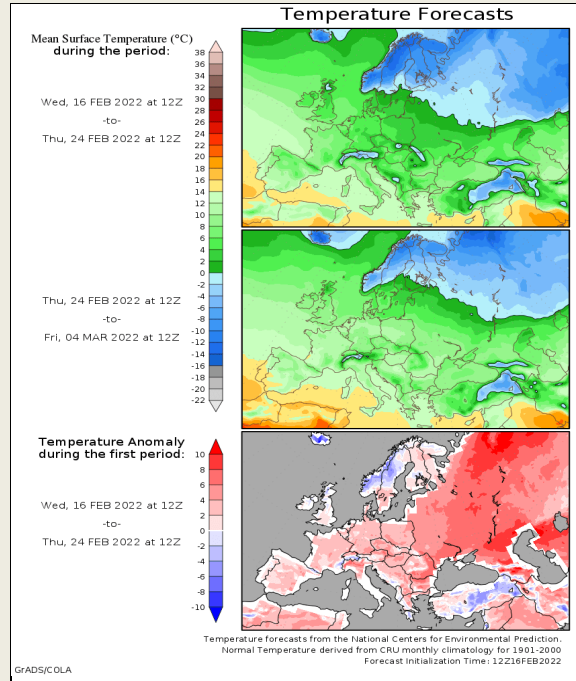 Temperature Forecasts
Mean Surface Temperature (°C)
during the period:
Wed, 16 FEB 2022 at 12Z
-to-
Thu, 24 FEB 2022 at 12Z
38
36
34
32
30
28
26
24
22
20
18
16
14
12
10
8
6
4
2
0
-2
-4
-6
-8
-10
-12
-14
-16
-18
-20
-22
Thu, 24 FEB 2022 at 12Z
-to-
Fri, 04 MAR 2022 at 12Z
Temperature Anomaly
during the first period:
Wed, 16 FEB 2022 at 12Z
-to-
Thu, 24 FEB 2022 at 12Z
10
8
6
4
2
0
-2
-4
-6
-8
-10
Temperature forecasts from the National Centers for Environmental Prediction.
Normal Temperature derived from CRU monthly climatology for 1901-2000
Forecast Initialization Time: 12Z16FEB2022
GrADS/COLA